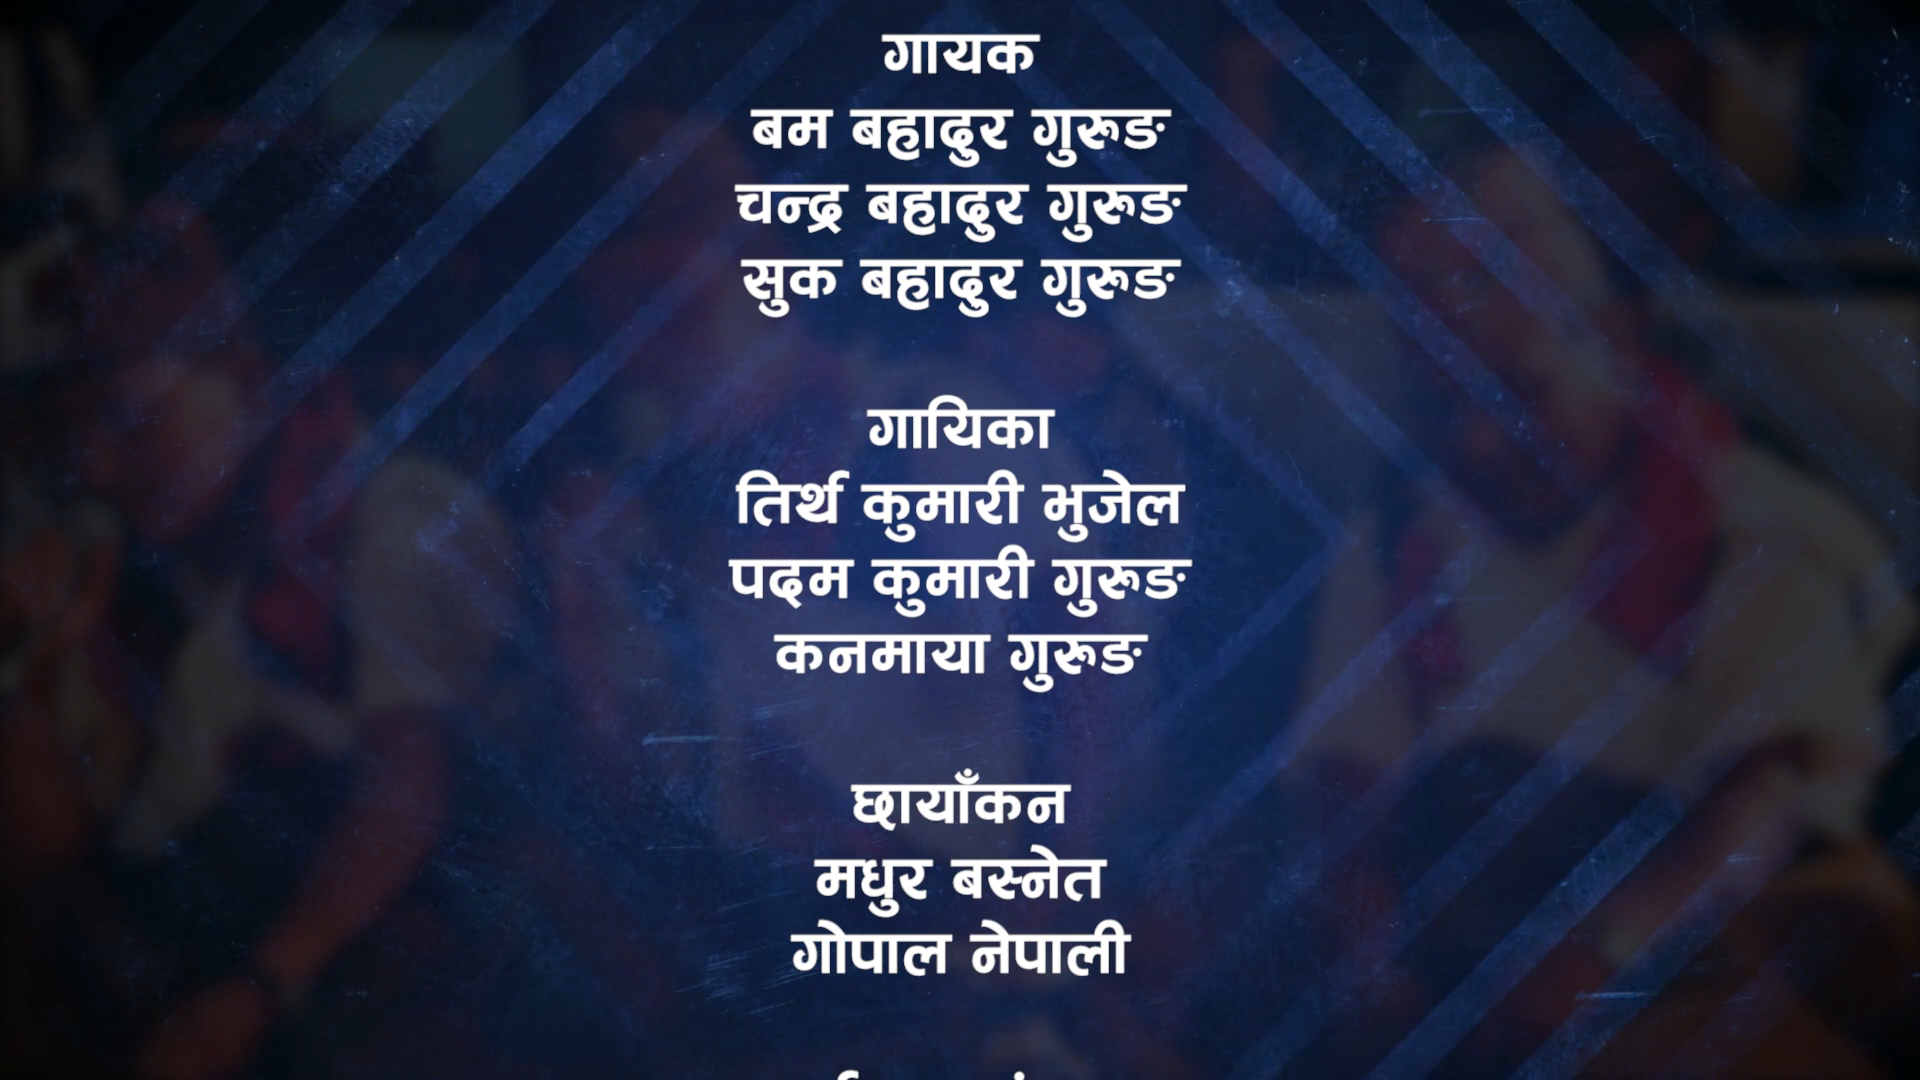 गायक
बम बहादुर गुरूङ
चन्द्र बहादुर गुरूङ
सुक बहादुर गुरूङ
गायिका
तिर्थ कुमारी भुजेल
पदम कुमारी गुरूङ
कनमाया गुरूङ
छायाँकन
मधुर बस्नेत
गोपाल नेपाली